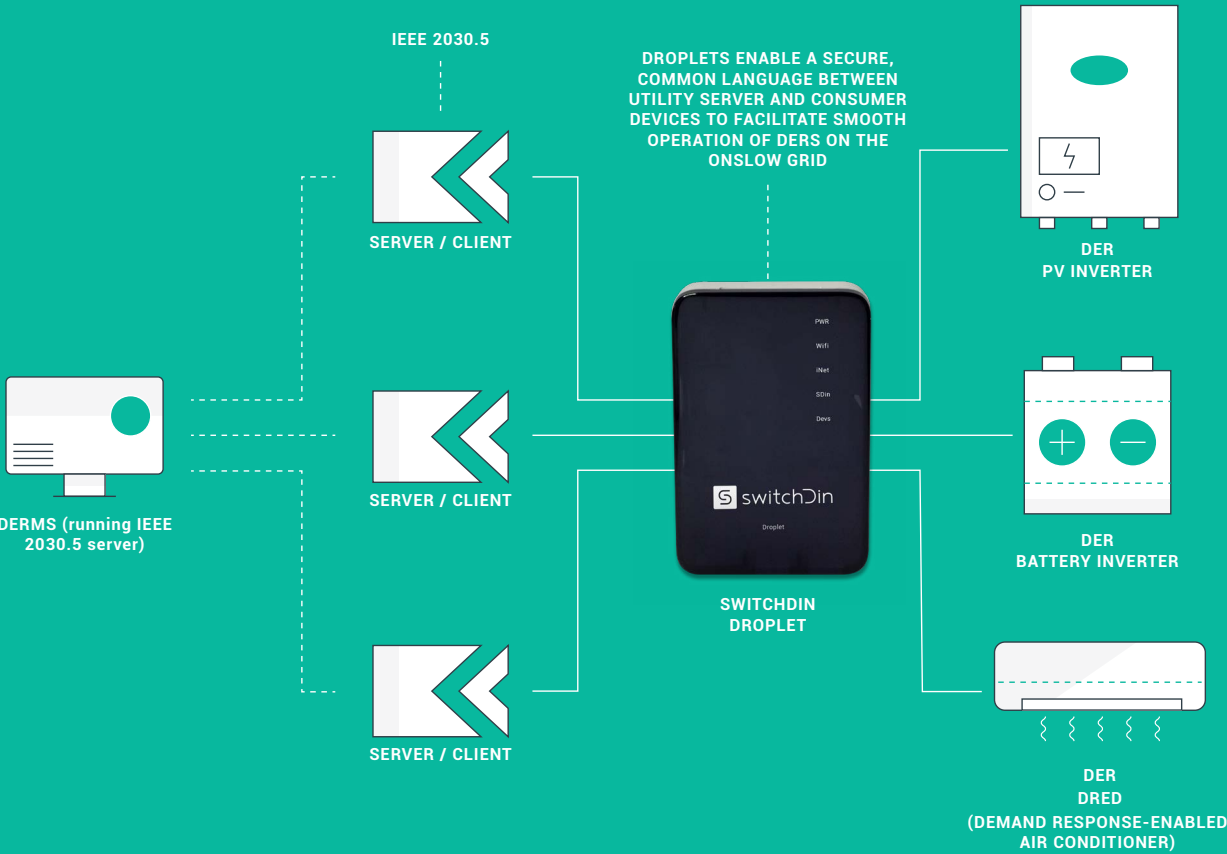 IEEE 2030.5
DROPLETS ENABLE A SECURE,
COMMON LANGUAGE BETWEEN
UTILITY SERVER AND CONSUMER
DEVICES TO FACILITATE SMOOTH
OPERATION OF DERS ON THE
ONSLOW GRID
SERVER / CLIENT
DER
PV INVERTER
PWR
Wifi
iNet
SDin
Devs
switchDin
Droplet
SERVER / CLIENT
DERMS (running IEEE
2030.5 server)
DER
BATTERY INVERTER
SWITCHDIN
DROPLET
SERVER / CLIENT
DER
DRED
(DEMAND RESPONSE-ENABLED
AIR CONDITIONER)